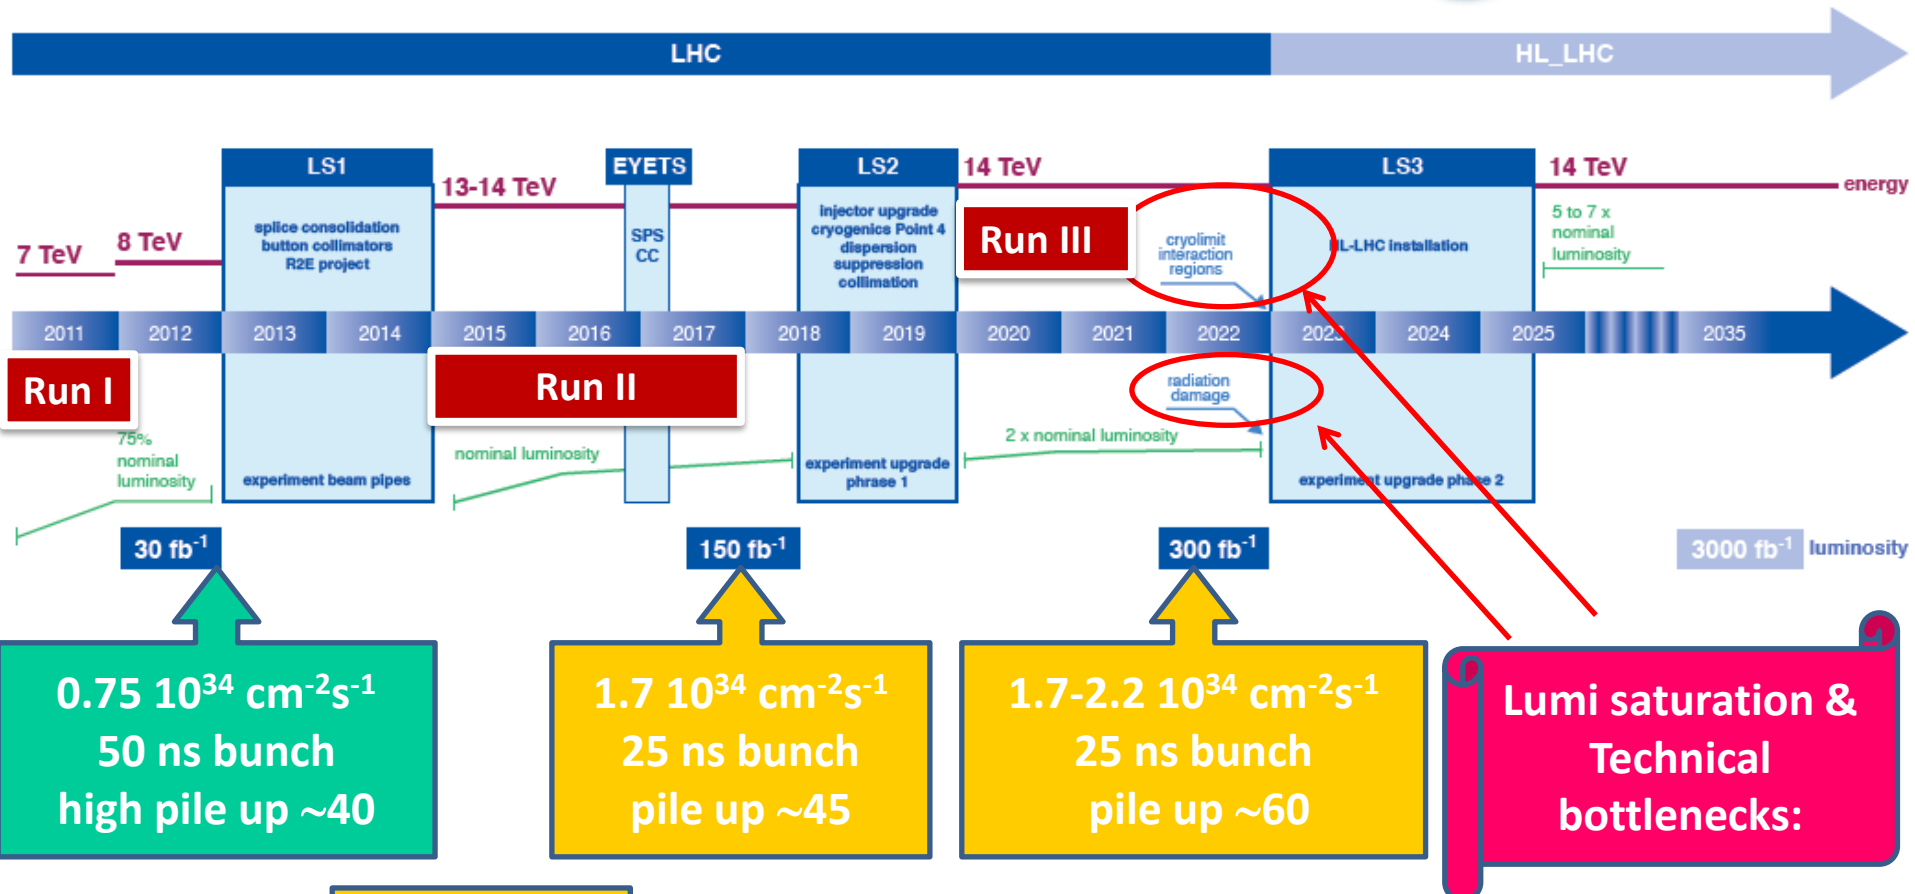 LHC
HL_LHC
LS1
EYETS
LS2
14 TeV
LS3
14 TeV
energy
13-14 TeV
7 TeV
8 TeV
splice consolidation
button collimators
R2E project
SPS
CC
injector upgrade
cryogenics Point 4
dispersion
suppression
collimation
Run III
cryolimit
interaction
regions
HL-LHC installation
5 to 7 x
nominal
luminosity
2011
2012
2013
2014
2015
2016
2017
2018
2019
2020
2021
2022
2023
2024
2025
2035
Run I
Run II
radiation
damage
75%
nominal
luminosity
experiment beam pipes
nominal luminosity
experiment upgrade
phrase 1
2 x nominal luminosity
experiment upgrade phase 2
30 fb-1
150 fb-1
300 fb-1
3000 fb-1
luminosity
0.75 10^34 cm-2s-1
50 ns bunch
high pile up ~40
1.7 10^34 cm-2s-1
25 ns bunch
pile up ~45
1.7-2.2 10^34 cm-2s-1
25 ns bunch
pile up ~60
Lumi saturation &
Technical
bottlenecks: